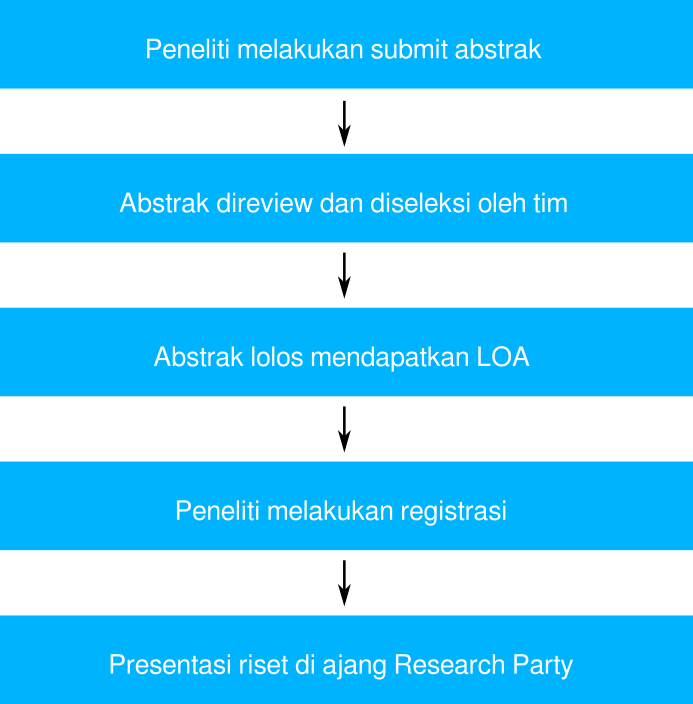 Peneliti melakukan submit abstrak
Abstrak direview dan diseleksi oleh tim
Abstrak lolos mendapatkan LOA
Peneliti melakukan registrasi
Presentasi riset di ajang Research Party